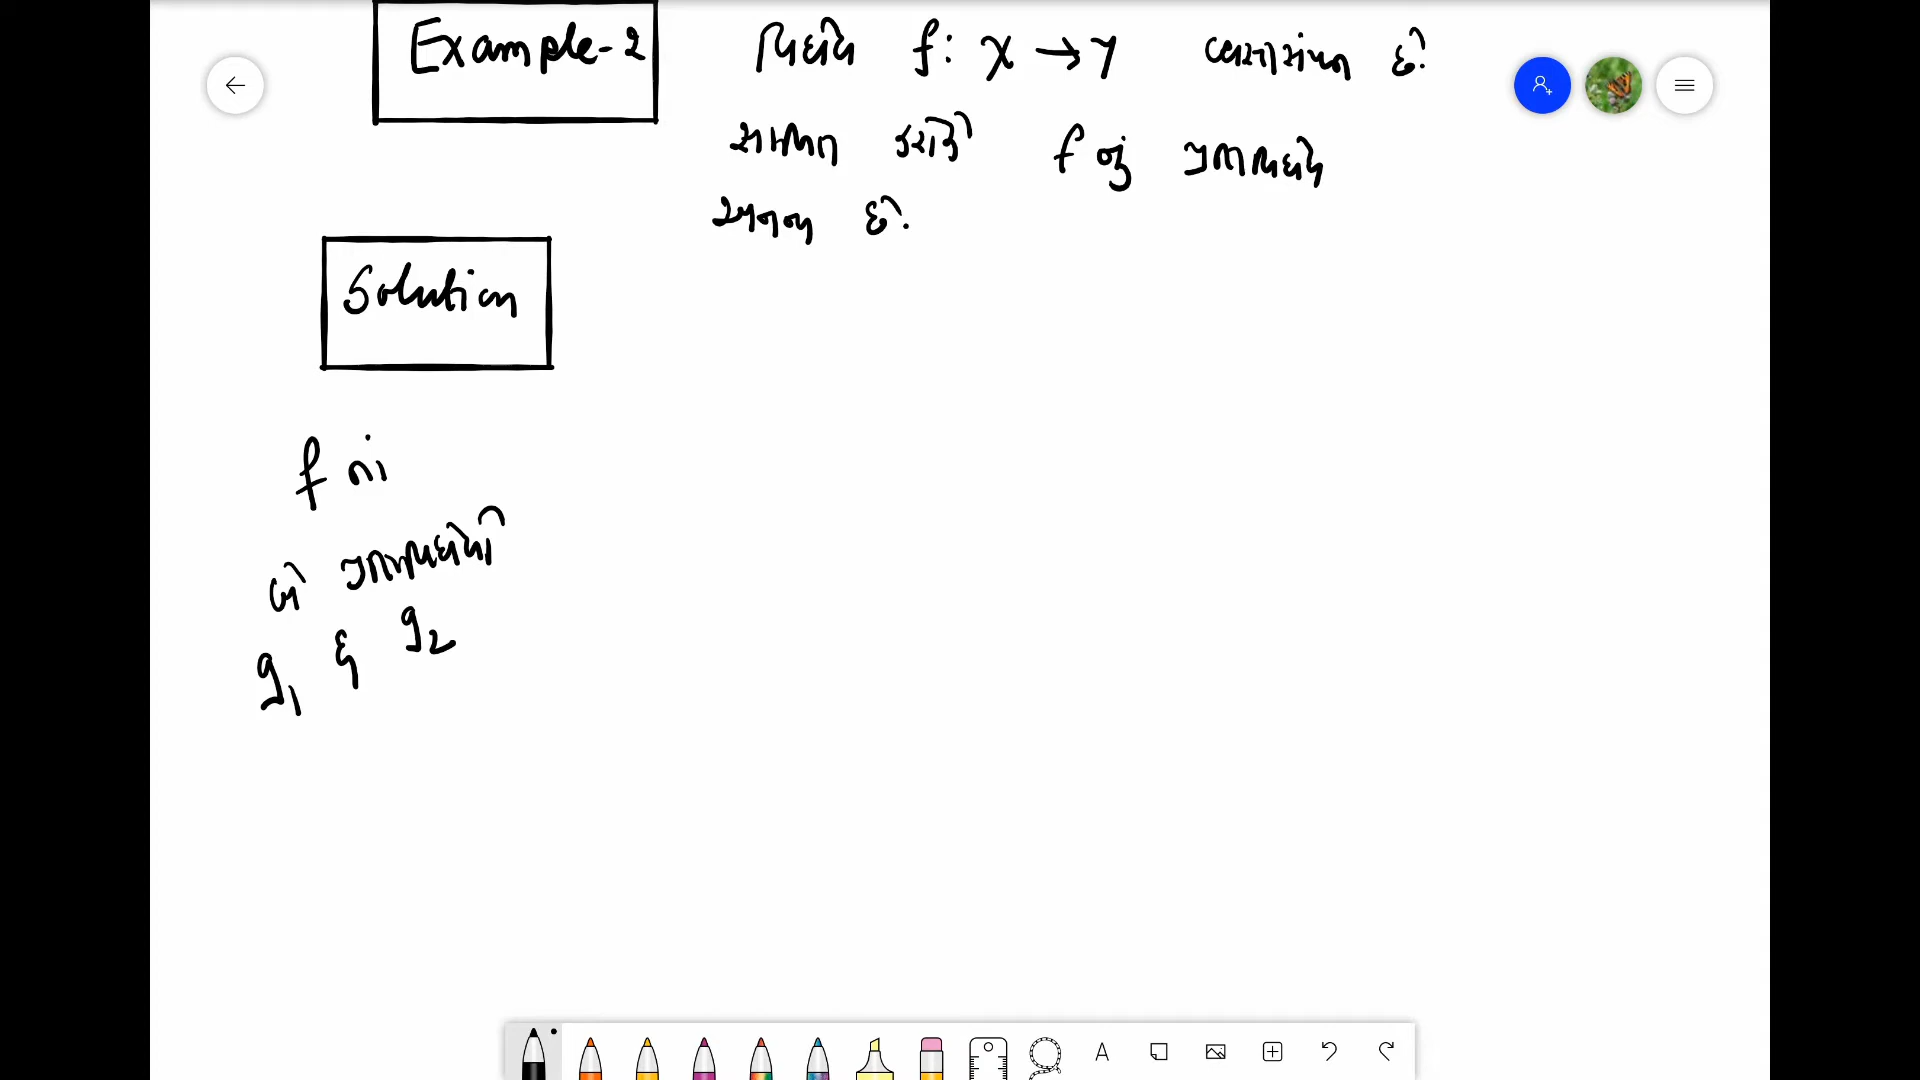 Example-2 વિધેય f: x → y વ્યસ્તસંપન્ન છે.
સાબિત કરો કે f નું પ્રતિવિધેય
અનન્ય છે.
Solution
f નાં
બે પ્રતિવિધેયો
g1 & g2
A